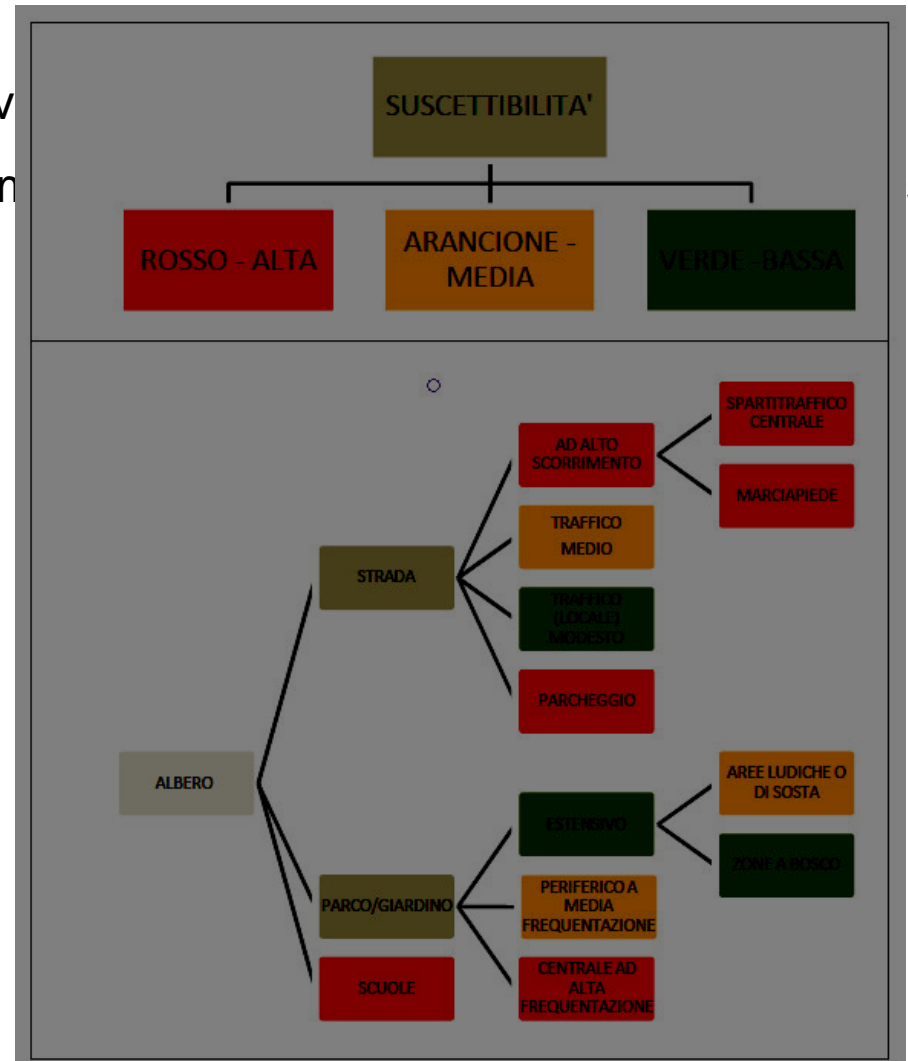 v
SUSCETTIBILITA'
ROSSO - ALTA
ARANCIONE -
MEDIA
VERDE -BASSA
SPARTITRAFFICO
CENTRALE
AD ALTO
SCORRIMENTO
MARCIAPIEDE
TRAFFICO
MEDIO
STRADA
TRAFFICO
(LOCALE)
MODESTO
PARCHEGGIO
ALBERO
AREE LUDICHE O
DI SOSTA
ESTENSIVO
ZONE A BOSCO
PARCO/GIARDINO
PERIFERICO A
MEDIA
FREQUENTAZIONE
SCUOLE
CENTRALE AD
ALTA
FREQUENTAZIONE